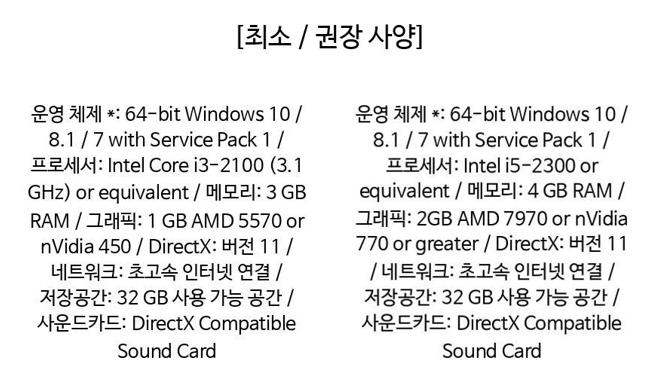 [최소 / 권장 사양]
운영 체제 *: 64-bit Windows 10 /
8.1 / 7 with Service Pack 1 /
프로세서: Intel Core i3-2100 (3.1
GHz) or equivalent / 메모리: 3 GB
RAM / 그래픽: 1 GB AMD 5570 or
nVidia 450 / DirectX: 버전 11 /
네트워크: 초고속 인터넷 연결 /
저장공간: 32 GB 사용 가능 공간 /
사운드카드: DirectX Compatible
Sound Card
운영 체제 *: 64-bit Windows 10 /
8.1 / 7 with Service Pack 1 /
프로세서: Intel i5-2300 or
equivalent / 메모리: 4 GB RAM /
그래픽: 2GB AMD 7970 or nVidia
770 or greater / DirectX: 버전 11
/ 네트워크: 초고속 인터넷 연결 /
저장공간: 32 GB 사용 가능 공간 /
사운드카드: DirectX Compatible
Sound Card